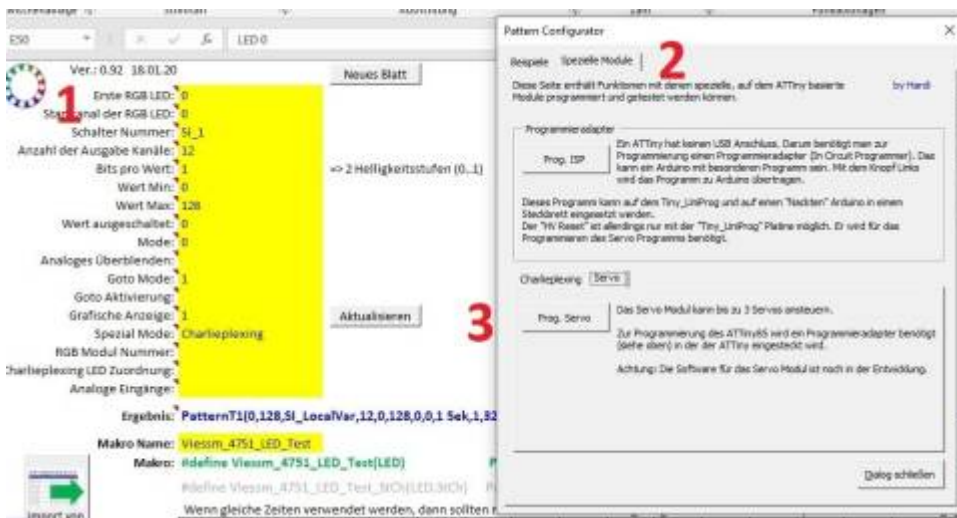 E50
LED 0
Ver.: 0.92 18.01.20
Neues Blatt
1
Erste RGB LED: 0
Startkanal der RGB LED: 0
Schalter Nummer: SI_1
Anzahl der Ausgabe Kanäle: 12
Bits pro Wert: 1
=> 2 Helligkeitsstufen (0..1)
Wert Min: 0
Wert Max: 128
Wert ausgeschaltet: 0
Mode: 0
Analoges Überblenden:
Goto Mode: 1
Goto Aktivierung:
Grafische Anzeige: 1
Aktualisieren
Spezial Mode: Charlieplexing
RGB Modul Nummer:
Charlieplexing LED Zuordnung:
Analoge Eingänge:
Ergebnis: PatternT1(0,128,SI_LocalVar,12,0,128,0,0,1 Sek,1,32
Makro Name: Viessm_4751_LED_Test
Makro: #define Viessm_4751_LED_Test(LED)
#define Viessm_4751_LED_Test_StCh(LED,StCh)
Wenn gleiche Zeiten verwendet werden, dann sollten
Import von
Pattern Configurator
Beispiele Spezielle Module
2
Diese Seite enthält Funktionen mit denen spezielle, auf dem ATTiny basierte
by Hardi
Module programmiert und getestet werden können.
Programmieradapter
Prog. ISP
Ein ATTiny hat keinen USB Anschluss. Darum benötigt man zur
Programmierung einen Programmieradapter (In Circuit Programmer). Das
kann ein Arduino mit besonderen Programm sein. Mit dem Knopf Links
wird das Programm zu Arduino übertragen.
Dieses Programm kann auf dem Tiny_UniProg und auf einen "Nackten" Arduino in einem
Steckbrett eingesetzt werden.
Der "HV Reset" ist allerdings nur mit der "Tiny_UniProg" Platine möglich. Er wird für das
Programmieren des Servo Programms benötigt.
Charlieplexing Servo
3
Prog. Servo
Das Servo Modul kann bis zu 3 Servos ansteuern.
Zur Programmierung des ATTiny85 wird ein Programmieradapter benötigt
(siehe oben) in der der ATTiny eingesteckt wird.
Achtung: Die Software für das Servo Modul ist noch in der Entwicklung.
Dialog schließen